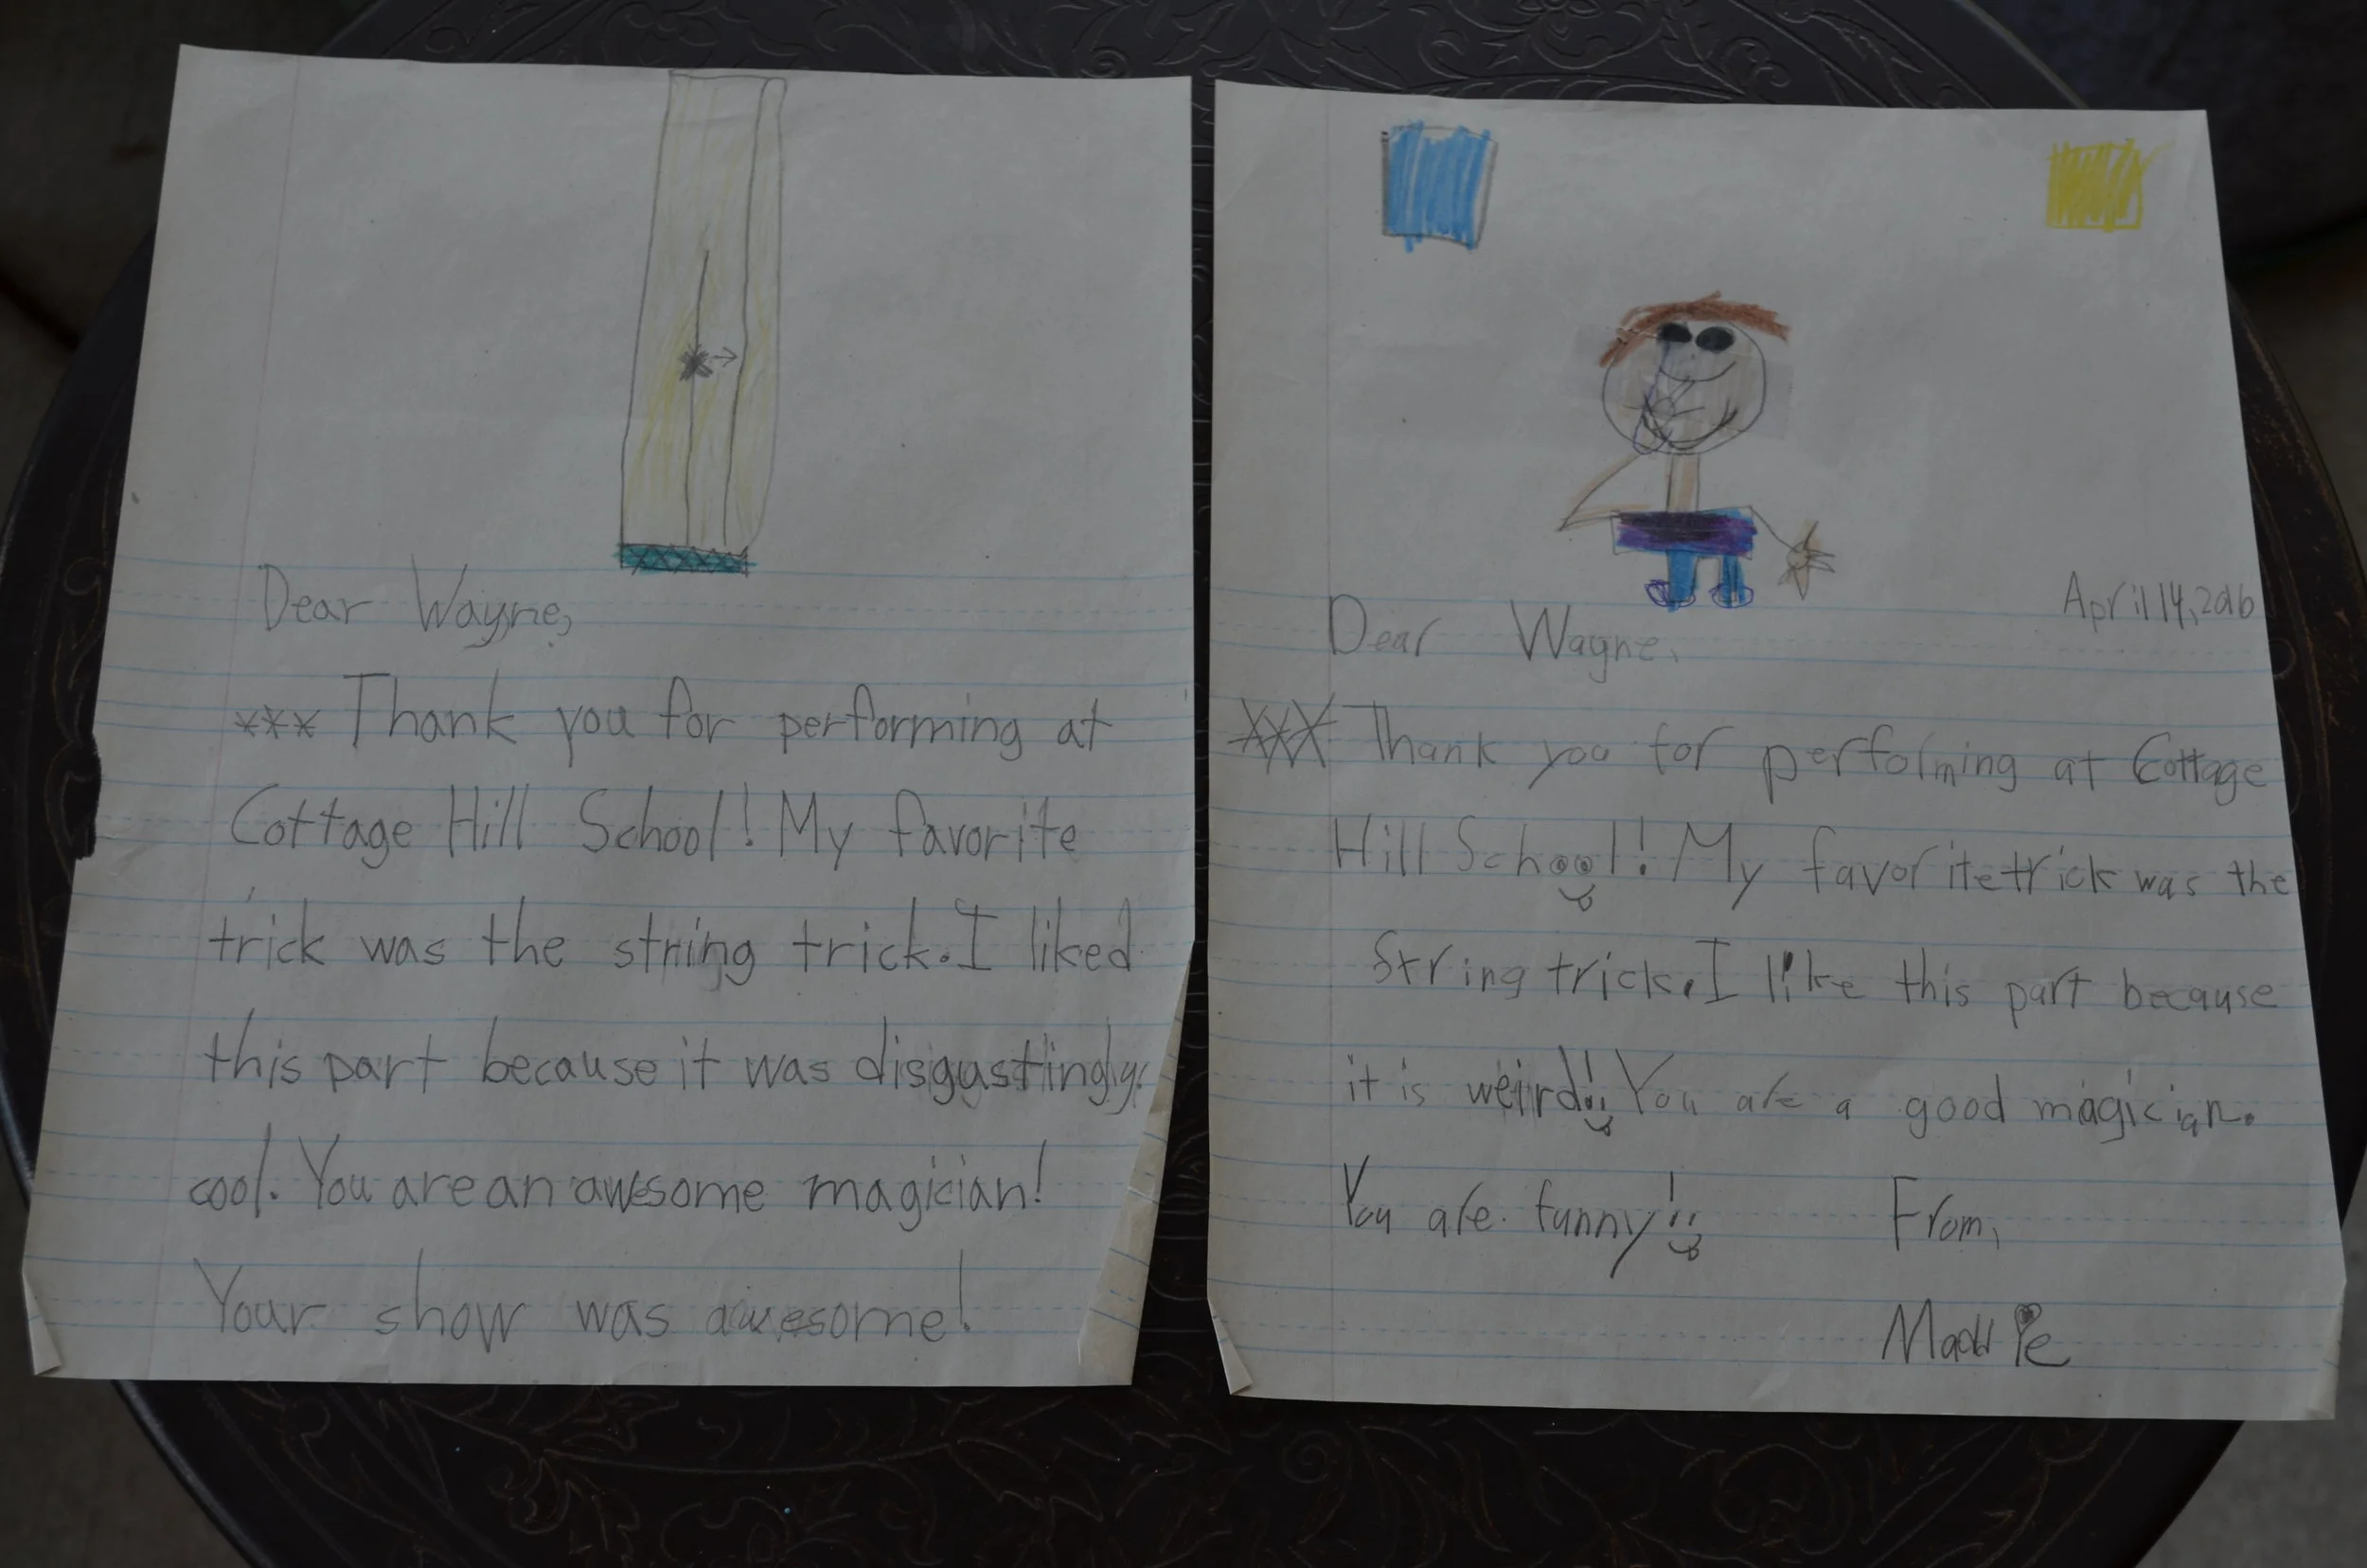 Dear Wayne,
*** Thank you for performing at
Cottage Hill School! My favorite
trick was the string trick. I liked
this part because it was disgustingly
cool. You are an awesome magician!
Your show was awesome!
April 14, 2016
Dear Wayne,
*** Thank you for perfolming at Cottage
Hill School! My favorite trick was the
String trick. I like this part because
it is weird! You are a good magician.
You are funny!
From,
Maddie